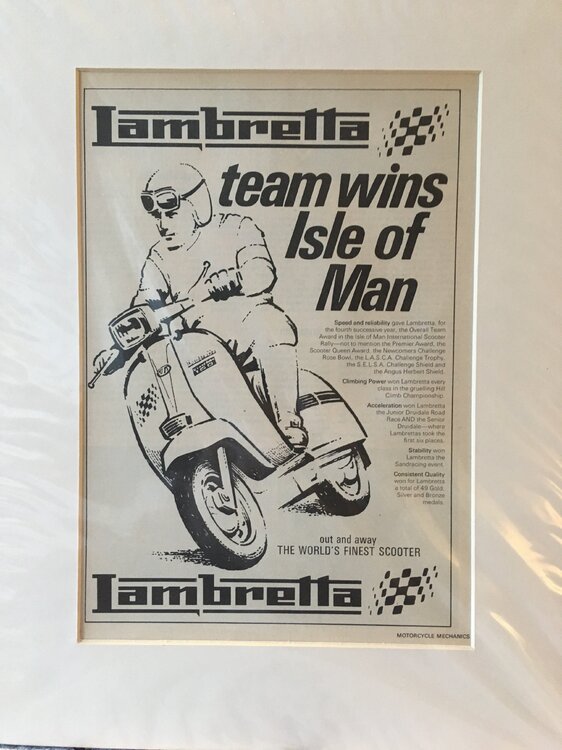 Lambretta
team wins
Isle of
Man
Speed and reliability gave Lambretta, for
the fourth successive year, the Overall Team
Award in the Isle of Man International Scooter
Rally—not to mention the Premier Award, the
Scooter Queen Award, the Newcomers Challenge
Rose Bowl, the L.A.S.C.A. Challenge Trophy,
the S.E.L.S.A. Challenge Shield and
the Angus Herbert Shield.
Climbing Power won Lambretta every
class in the gruelling Hill
Climb Championship.
Acceleration won Lambretta
the Junior Druidale Road
Race AND the Senior
Druidale—where
Lambrettas took the
first six places.
Stability won
Lambretta the
Sandracing event.
Consistent Quality
won for Lambretta
a total of 49 Gold,
Silver and Bronze
medals.
out and away
THE WORLD'S FINEST SCOOTER
Lambretta
MOTORCYCLE MECHANICS